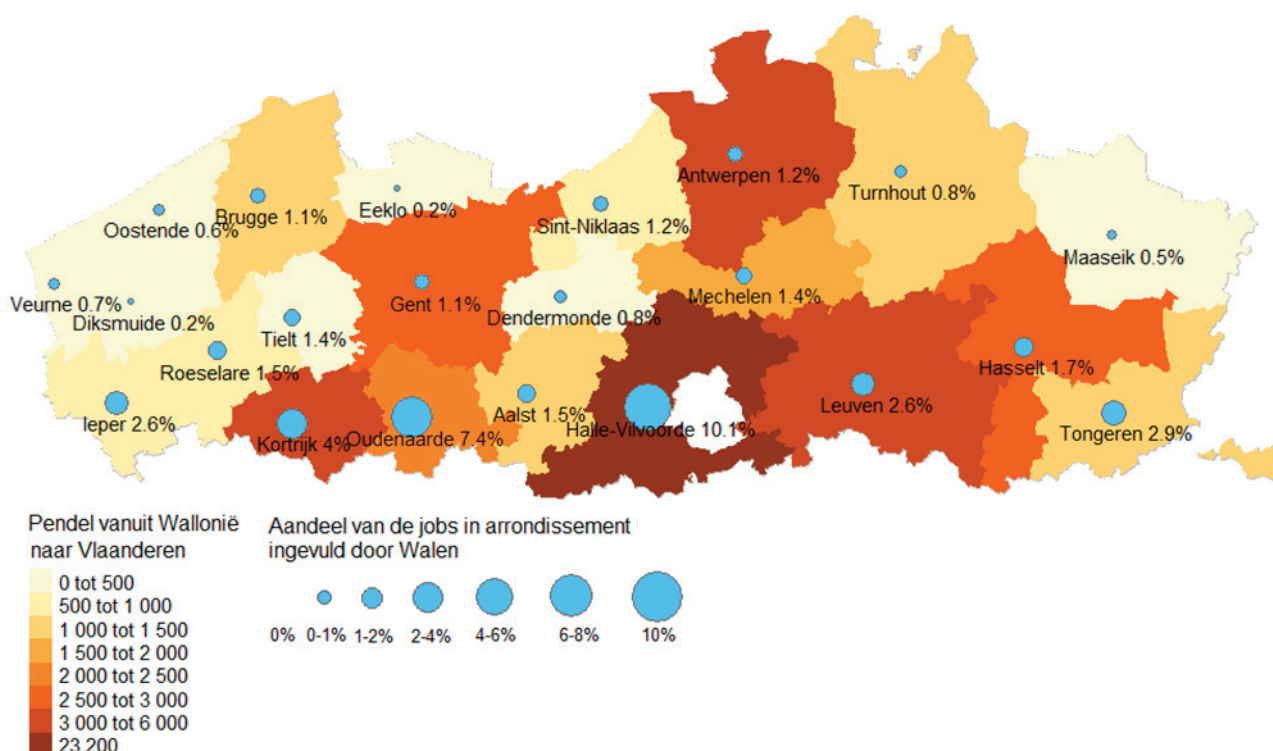 Antwerpen 1.2%
Turnhout 0.8%
Eeklo 0.2%
Brugge 1.1%
Sint-Niklaas 1.2%
Oostende 0.6%
Maaseik 0.5%
Mechelen 1.4%
Veurne 0.7%
Gent 1.1%
Dendermonde 0.8%
Diksmuide 0.2%
Tielt 1.4%
Hasselt 1.7%
Roeselare 1.5%
Leuven 2.6%
Aalst 1.5%
Ieper 2.6%
Halle-Vilvoorde 10.1%
Tongeren 2.9%
Oudenaarde 7.4%
Kortrijk 4%
Pendel vanuit Wallonië
naar Vlaanderen
0 tot 500
500 tot 1 000
1 000 tot 1 500
1 500 tot 2 000
2 000 tot 2 500
2 500 tot 3 000
3 000 tot 6 000
23 200
Aandeel van de jobs in arrondissement
ingevuld door Walen
0% 0-1% 1-2% 2-4% 4-6% 6-8% 10%